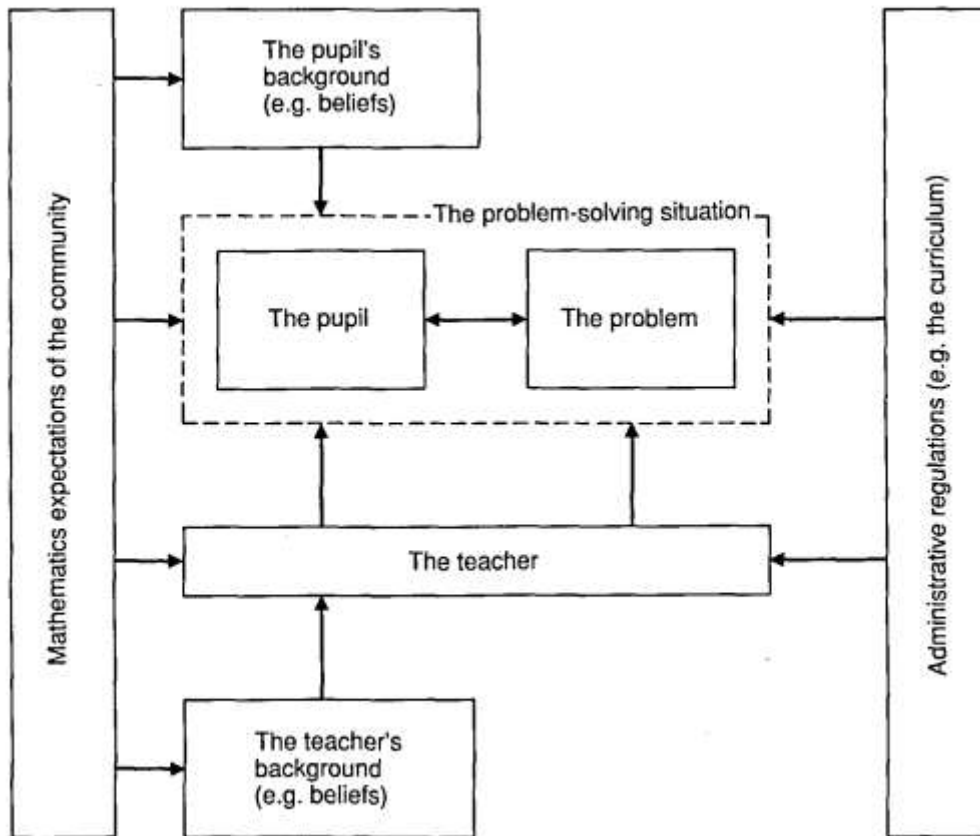 The pupil's
background
(e.g. beliefs)
The problem-solving situation
The pupil
The problem
Mathematics expectations of the community
Administrative regulations (e.g. the curriculum)
The teacher
The teacher's
background
(e.g. beliefs)